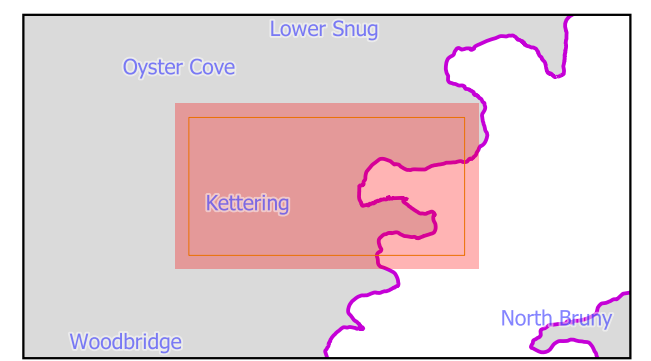 Lower Snug
Oyster Cove
Kettering
North Bruny
Woodbridge